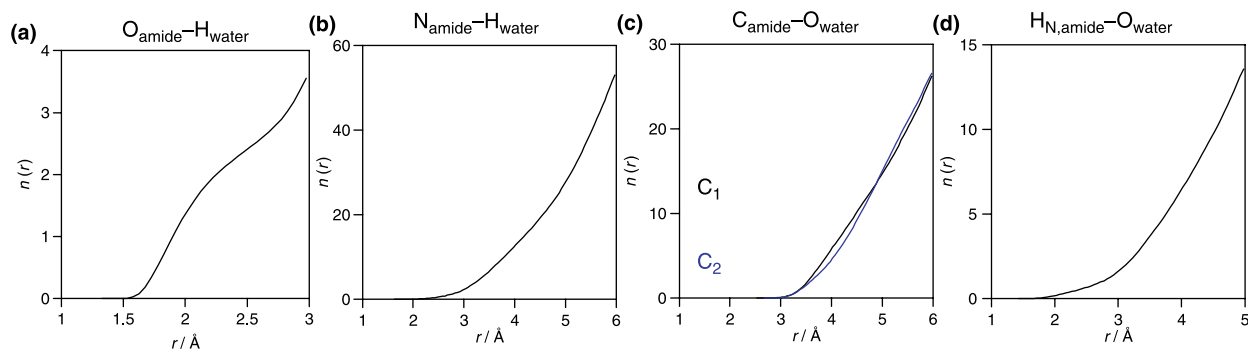 (a) O_amide–H_water
4
3
2
1
0
n (r)
1 1.5 2 2.5 3
r / Å
(b) N_amide–H_water
60
40
20
0
n (r)
1 2 3 4 5 6
r / Å
(c) C_amide–O_water
30
20
10
0
n (r)
C₁
C₂
1 2 3 4 5 6
r / Å
(d) H_N,amide–O_water
15
10
5
0
n (r)
1 2 3 4 5
r / Å